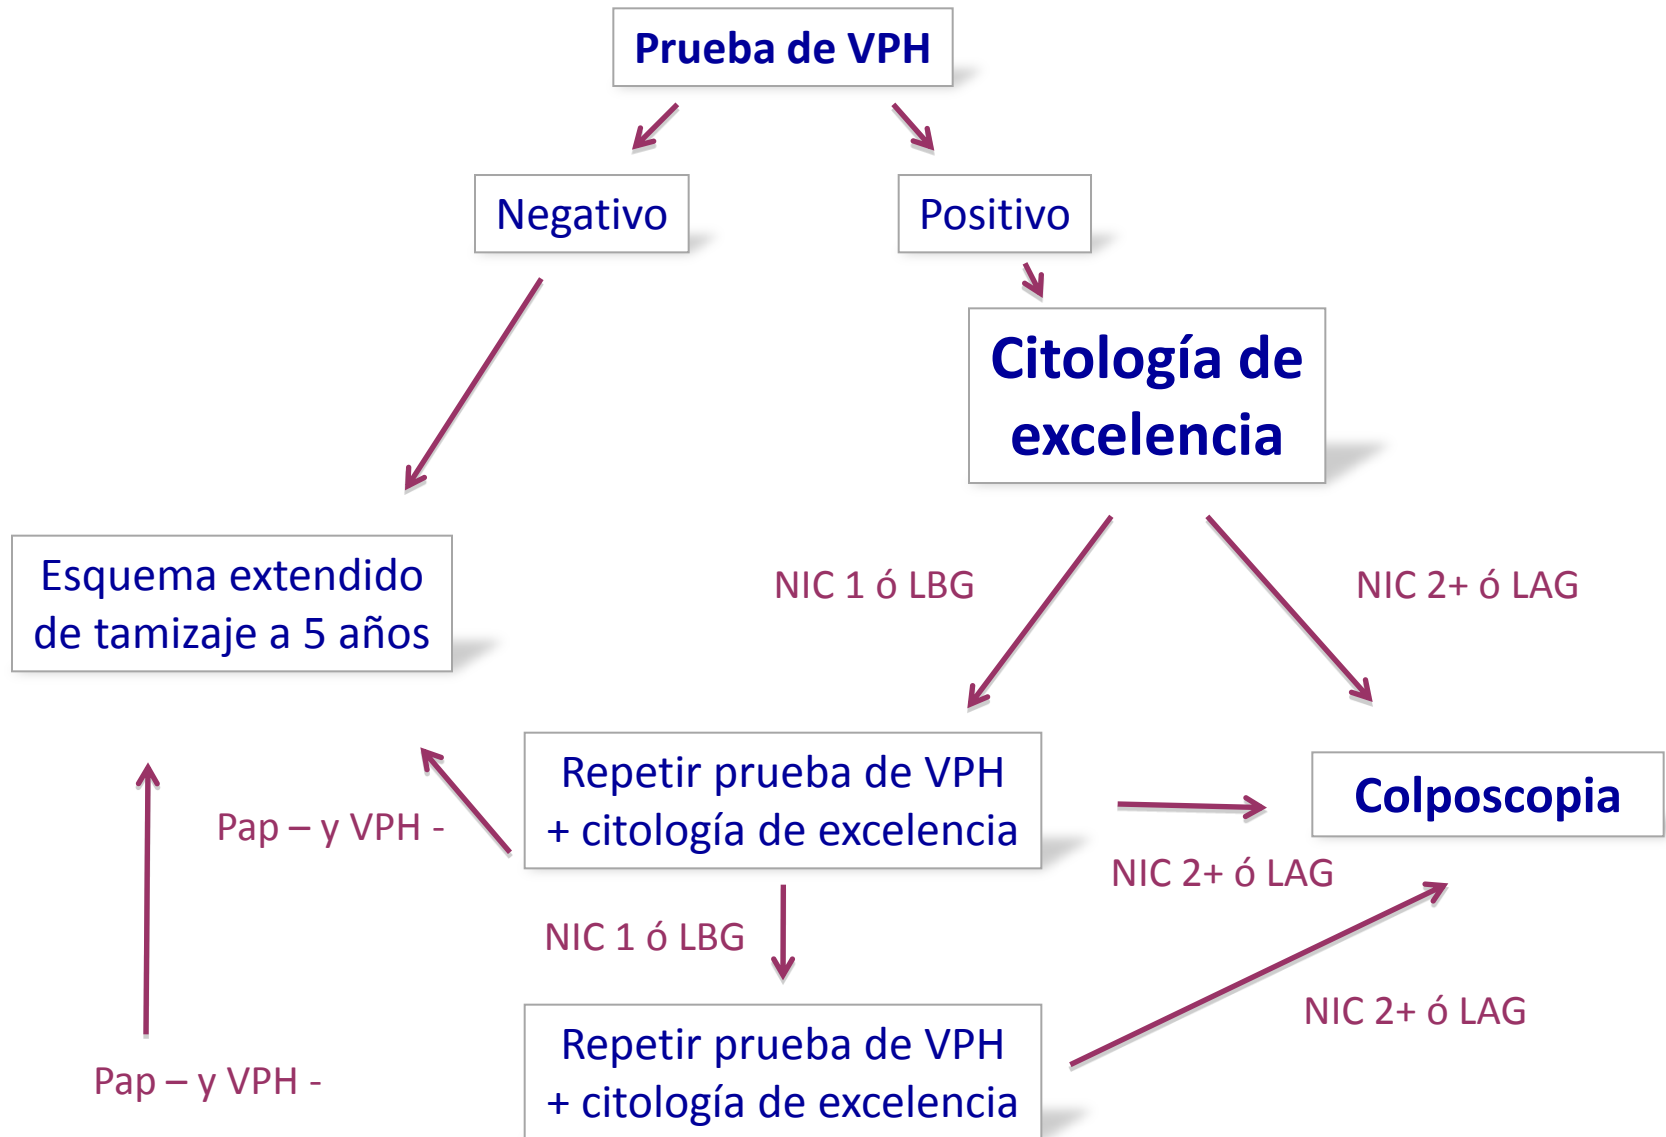 Prueba de VPH
Negativo
Positivo
Citología de
excelencia
Esquema extendido
de tamizaje a 5 años
NIC 1 ó LBG
NIC 2+ ó LAG
Repetir prueba de VPH
+ citología de excelencia
Colposcopia
Pap – y VPH -
NIC 2+ ó LAG
NIC 1 ó LBG
Repetir prueba de VPH
+ citología de excelencia
NIC 2+ ó LAG
Pap – y VPH -